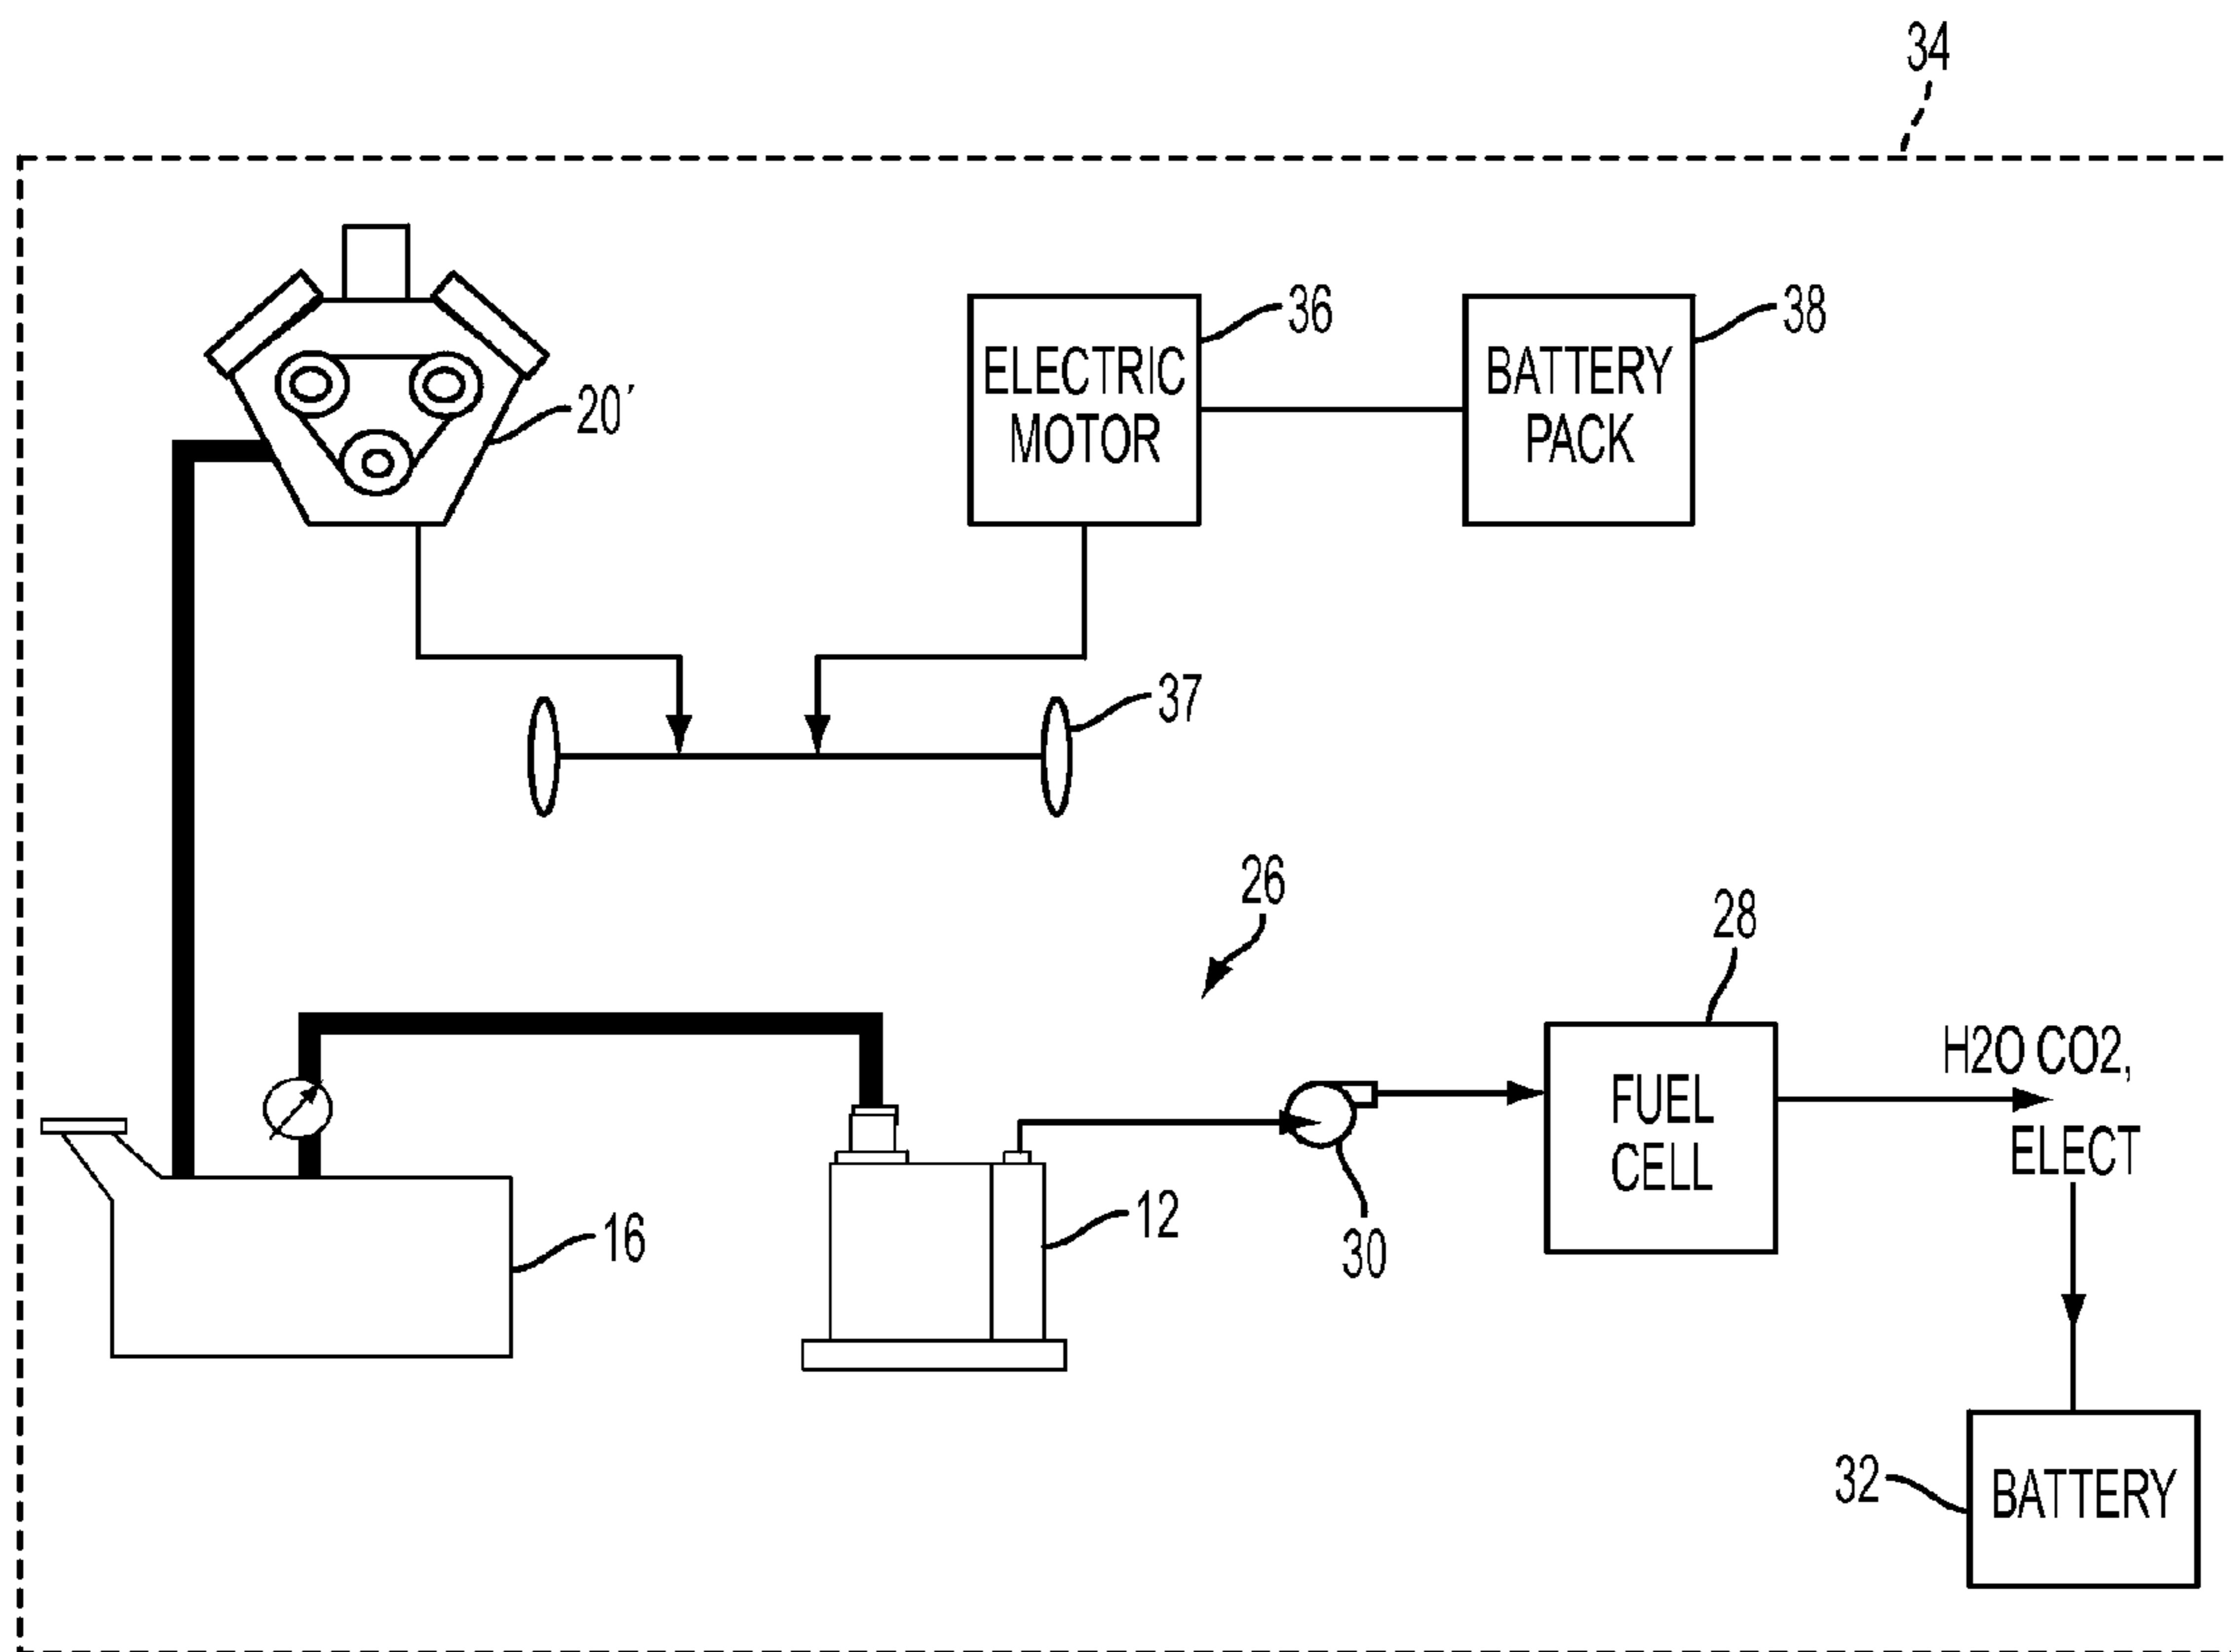 34
36
38
ELECTRIC
MOTOR
BATTERY
PACK
20′
37
26
28
H2O CO2,
FUEL
CELL
ELECT
16
12
30
32
BATTERY